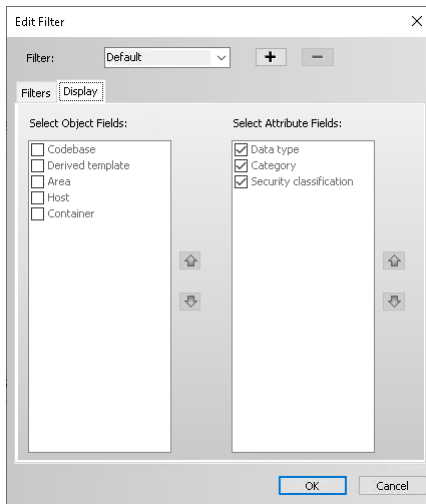 Edit Filter
Filter: Default
Filters Display
Select Object Fields: Select Attribute Fields:
Codebase Data type
Derived template Category
Area Security classification
Host
Container
OK Cancel